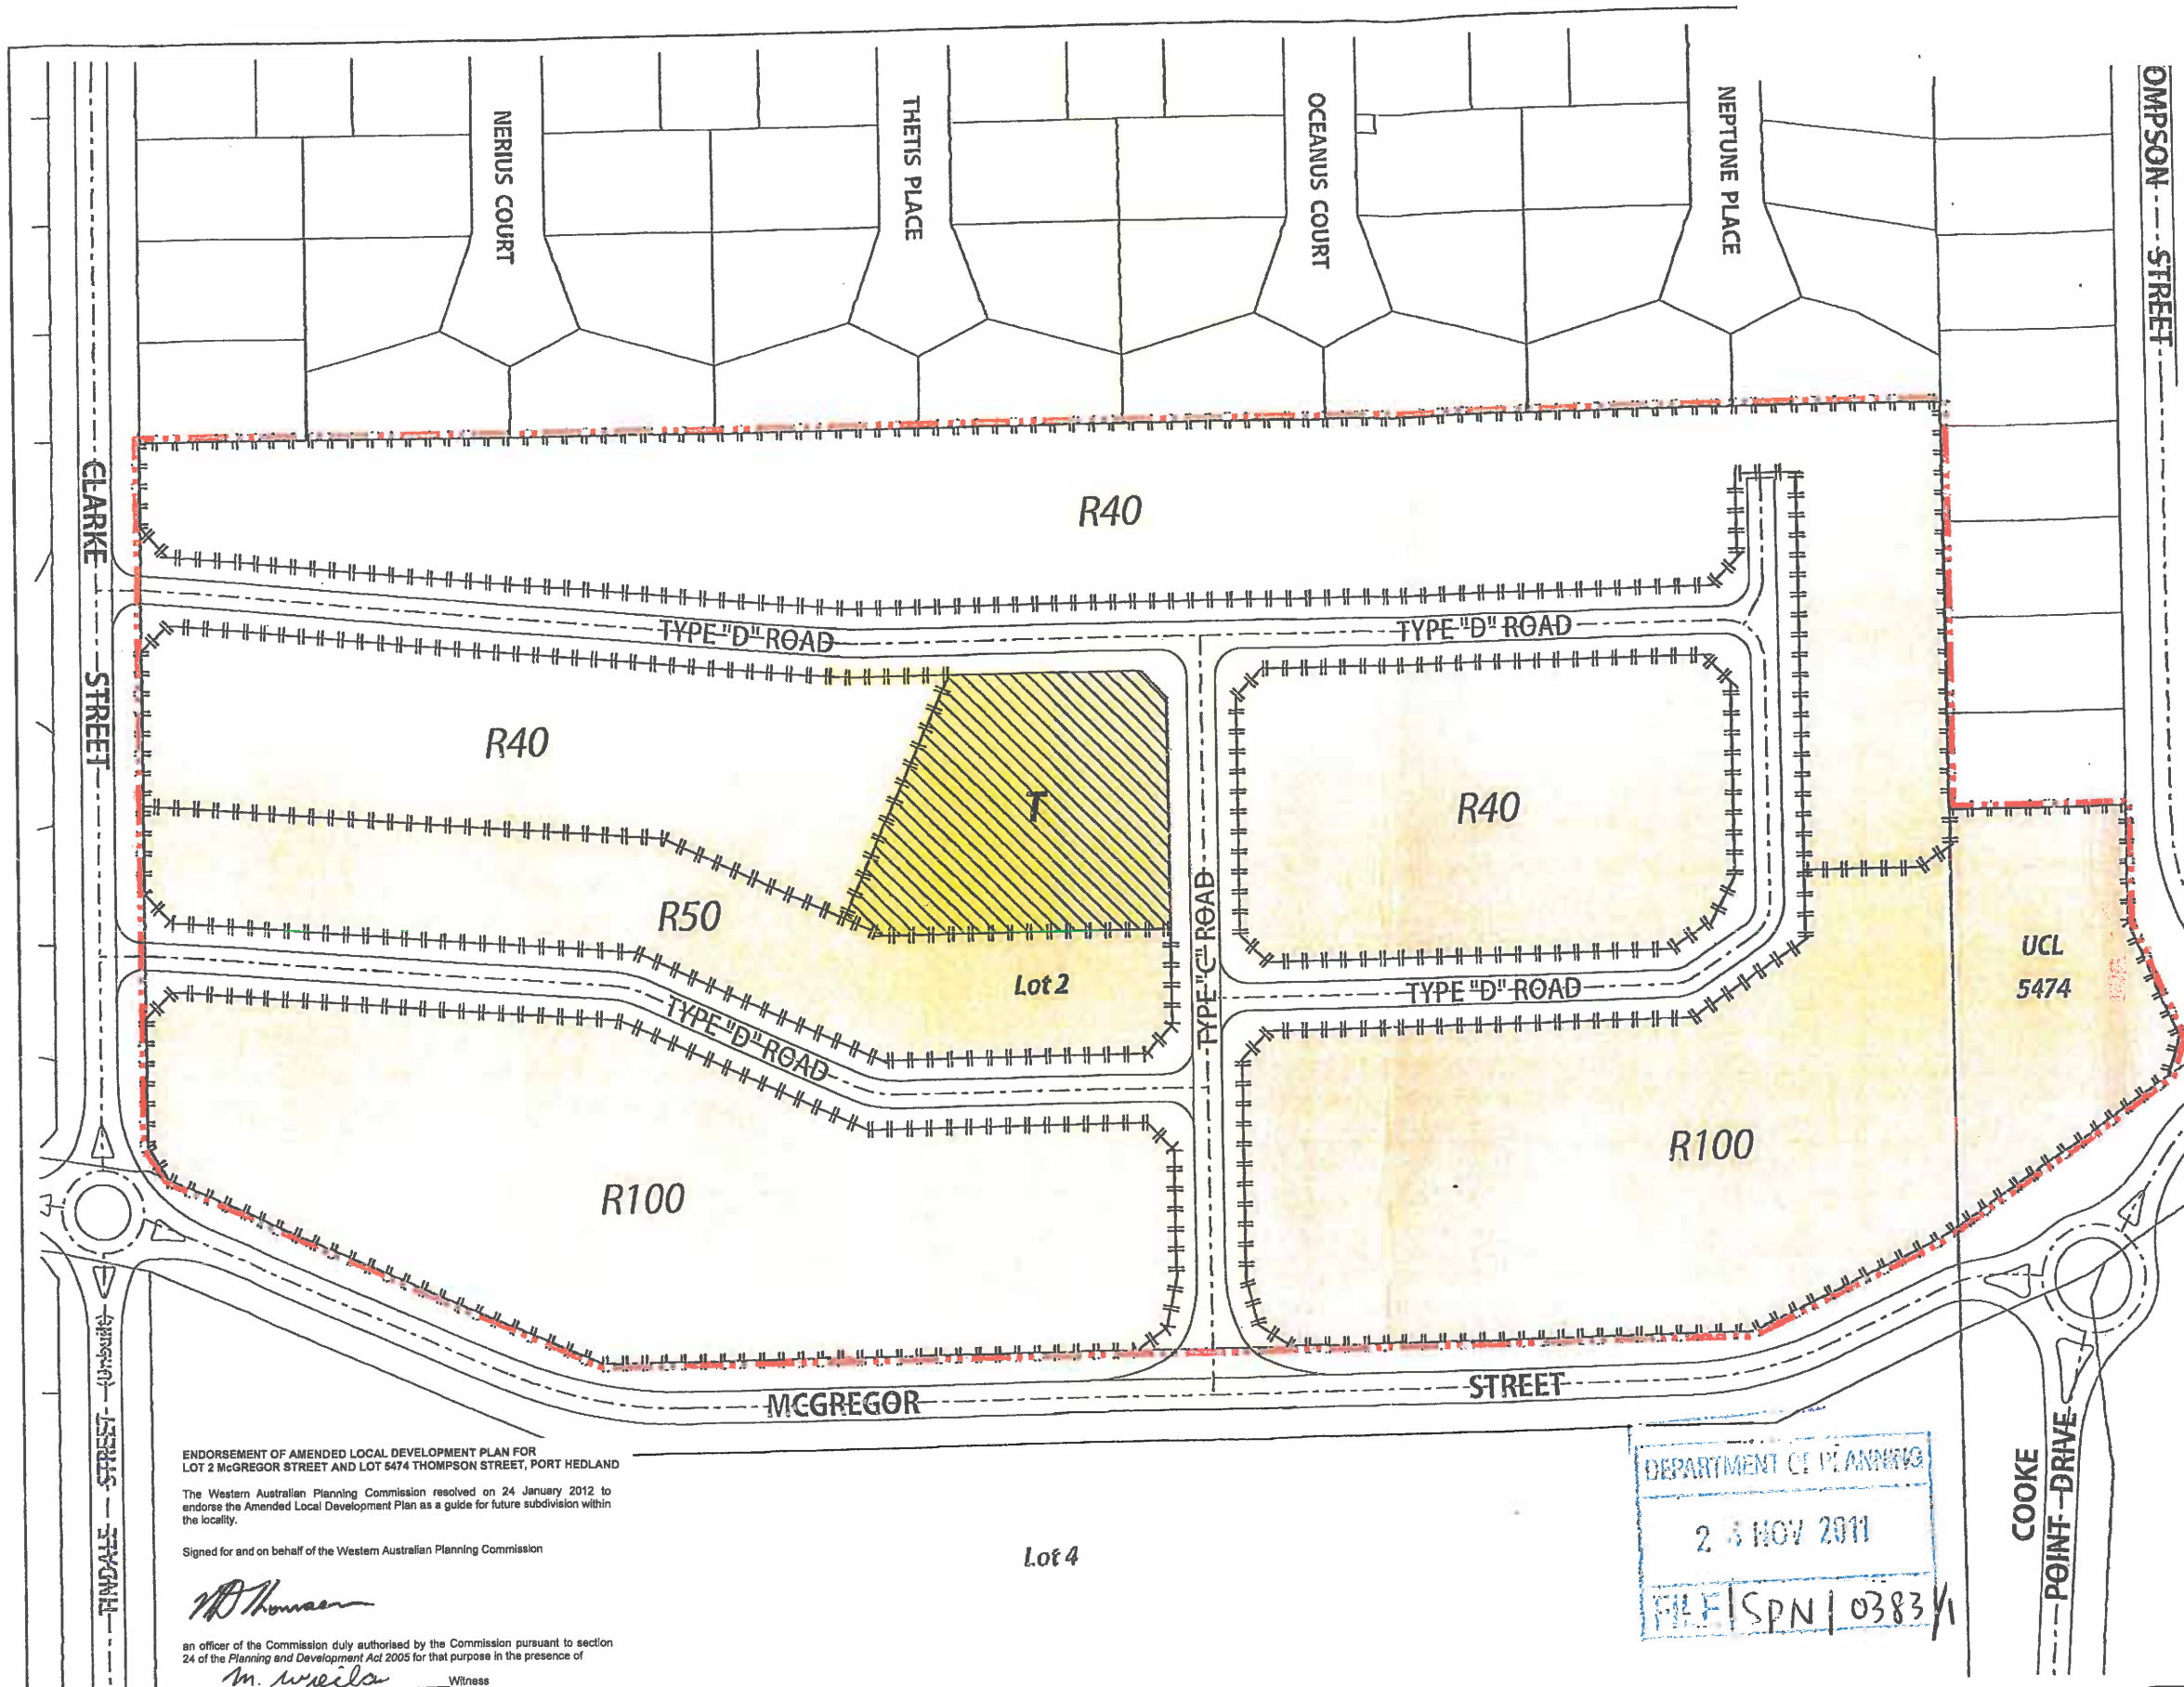 NERIUS COURT
THETIS PLACE
OCEANUS COURT
NEPTUNE PLACE
OMPSON STREET
CLARKE STREET
R40
TYPE "D" ROAD
TYPE "D" ROAD
R40
T
R40
R50
Lot 2
TYPE "C" ROAD
UCL
5474
TYPE "D" ROAD
TYPE "D" ROAD
R100
R100
MCGREGOR STREET
STREET
COOKE
POINT DRIVE
ENDORSEMENT OF AMENDED LOCAL DEVELOPMENT PLAN FOR
LOT 2 McGREGOR STREET AND LOT 5474 THOMPSON STREET, PORT HEDLAND
The Western Australian Planning Commission resolved on 24 January 2012 to
endorse the Amended Local Development Plan as a guide for future subdivision within
the locality.
Signed for and on behalf of the Western Australian Planning Commission
an officer of the Commission duly authorised by the Commission pursuant to section
24 of the Planning and Development Act 2005 for that purpose in the presence of
Witness
Lot 4
DEPARTMENT OF PLANNING
NOV 2011
FILE SPN 0383/1